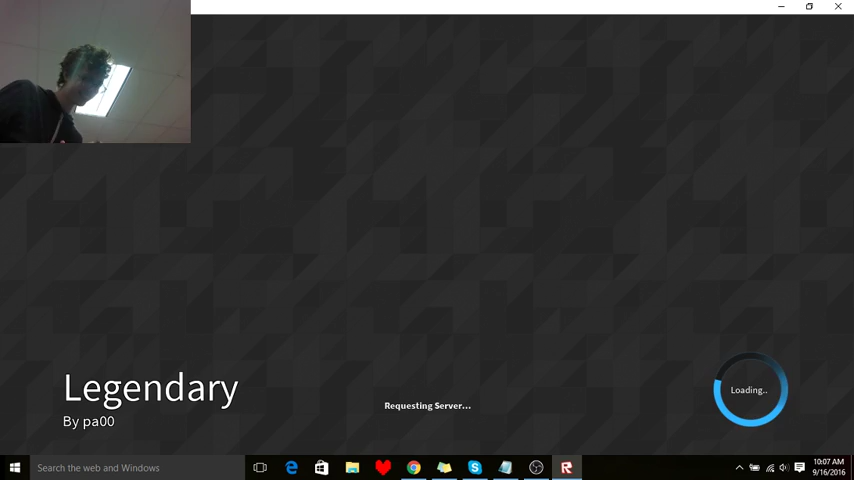 Legendary
By pa00
Requesting Server...
Loading..
Search the web and Windows
10:07 AM
9/16/2016